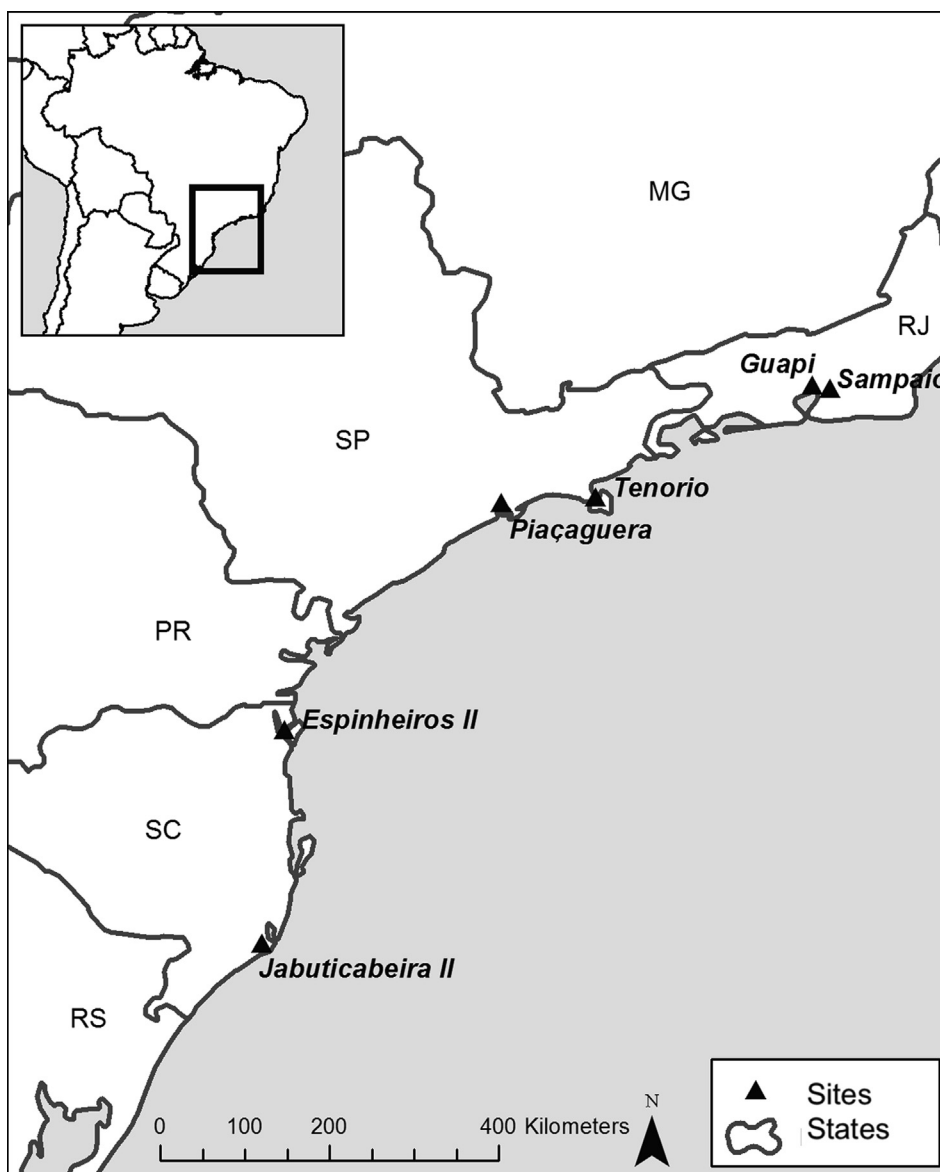 MG
RJ
Guapi
Sampaio
SP
Tenorio
Piaçaguera
PR
Espinheiros II
SC
Jabuticabeira II
RS
N
0 100 200 400 Kilometers
Sites
States